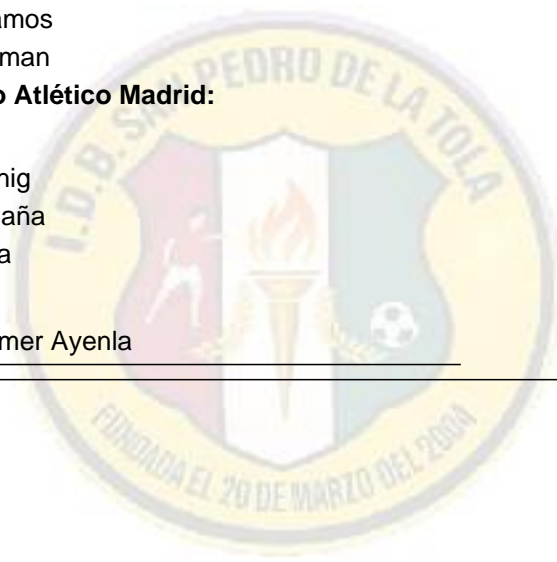 amos
man
o Atlético Madrid:
nig
aña
a
mer Ayenla
I.D.B. SAN PEDRO DE LA TOLA
FUNDADA EL 20 DE MARZO DEL 2004